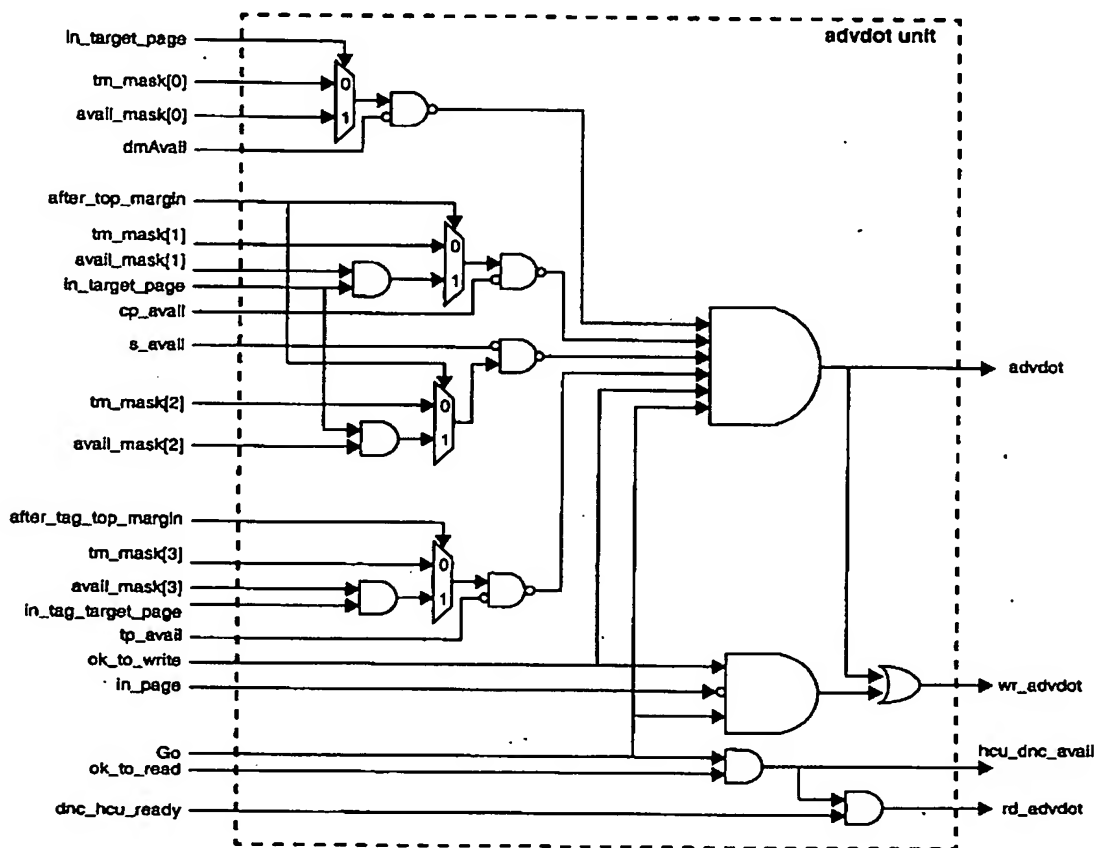 advdot unit
in_target_page
tm_mask[0]
0
avail_mask[0]
1
dmAvail
after_top_margin
tm_mask[1]
0
avail_mask[1]
1
in_target_page
cp_avail
s_avail
advdot
tm_mask[2]
0
avail_mask[2]
1
after_tag_top_margin
tm_mask[3]
0
avail_mask[3]
1
in_tag_target_page
tp_avail
ok_to_write
in_page
wr_advdot
Go
hcu_dnc_avail
ok_to_read
dnc_hcu_ready
rd_advdot